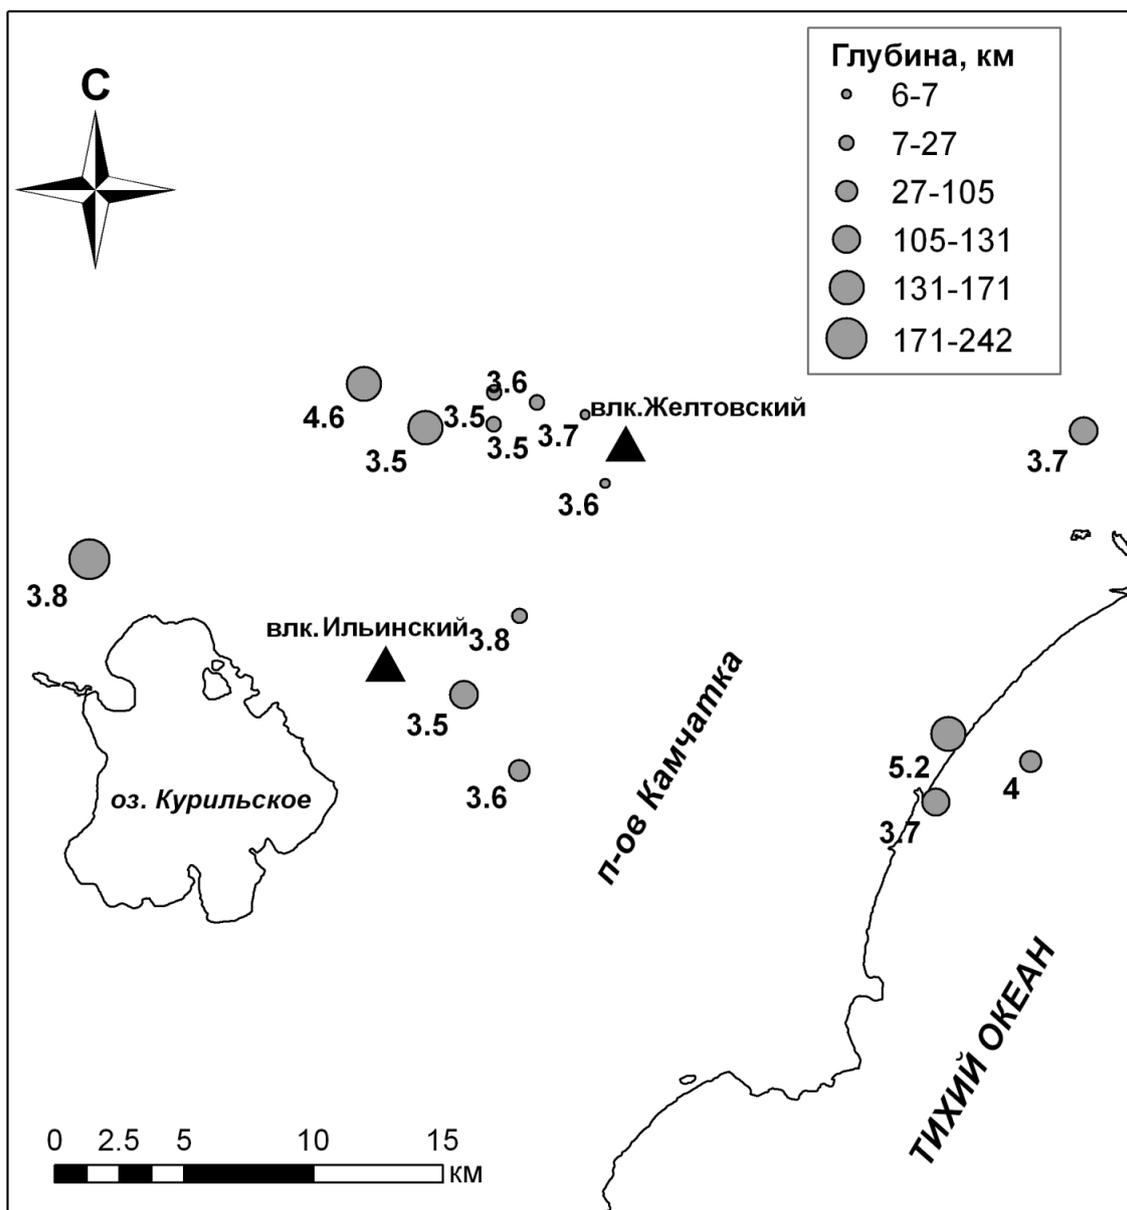 С
Глубина, км
6-7
7-27
27-105
105-131
131-171
171-242
3.6
4.6
3.5
влк.Желтовский
3.5
3.5
3.7
3.7
3.6
3.8
влк.Ильинский
3.8
3.5
5.2
4
3.6
оз. Курильское
п-ов Камчатка
3.7
ТИХИЙ ОКЕАН
0 2.5 5 10 15
км